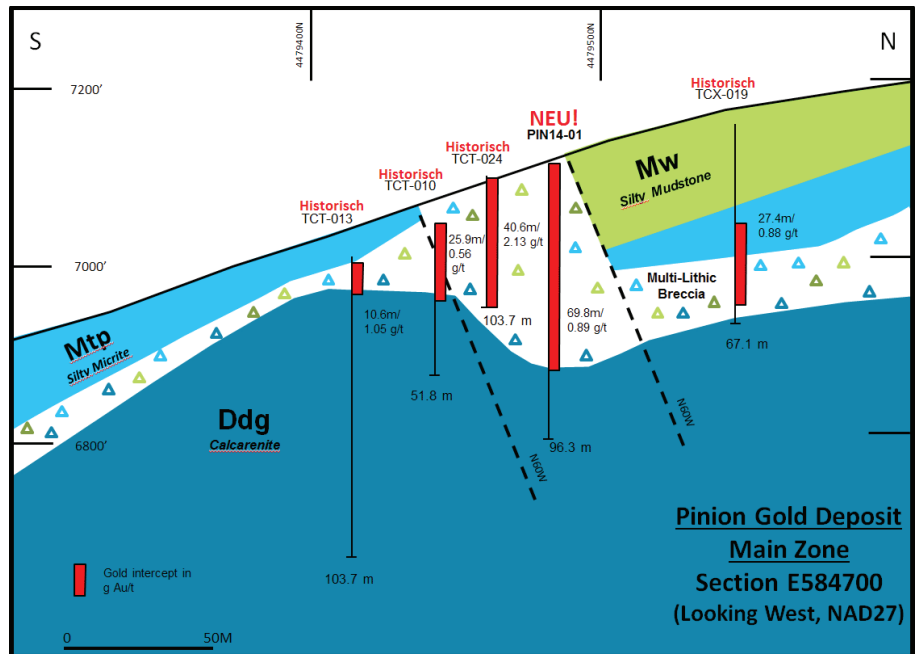 S
N
4479400N
4479500N
7200'
7000'
6800'
Historisch
TCX-019
NEU!
PIN14-01
Historisch
TCT-024
Historisch
TCT-010
Historisch
TCT-013
Mw
Silty Mudstone
27.4m/
0.88 g/t
40.6m/
2.13 g/t
25.9m/
0.56
g/t
Multi-Lithic
Breccia
10.6m/
1.05 g/t
103.7 m
69.8m/
0.89 g/t
67.1 m
Mtp
Silty Micrite
51.8 m
Ddg
Calcarenite
96.3 m
N60W
N60W
103.7 m
Gold intercept in
g Au/t
0 50M
Pinion Gold Deposit
Main Zone
Section E584700
(Looking West, NAD27)